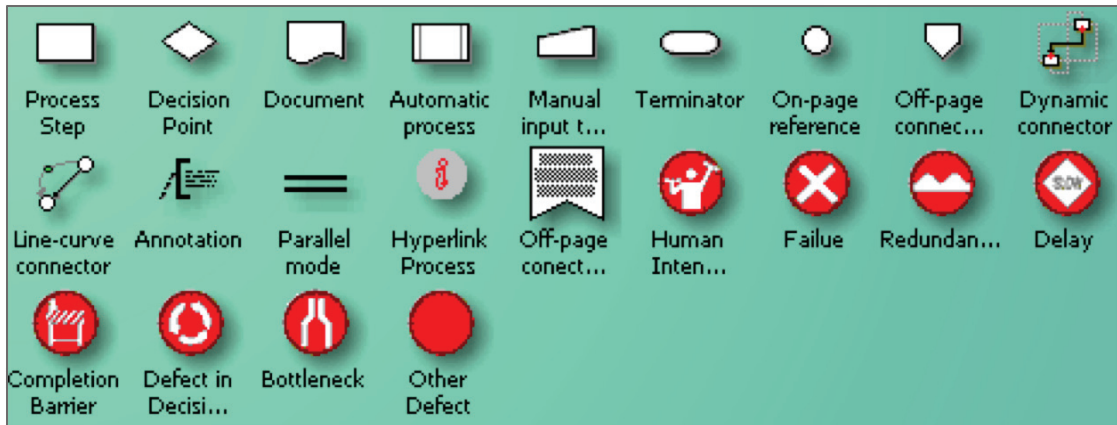 Process Step
Decision Point
Document
Automatic process
Manual input t...
Terminator
On-page reference
Off-page connec...
Dynamic connector
Line-curve connector
Annotation
Parallel mode
Hyperlink Process
Off-page conect...
Human Inten...
Failue
Redundan...
SLOW
Delay
Completion Barrier
Defect in Decisi...
Bottleneck
Other Defect